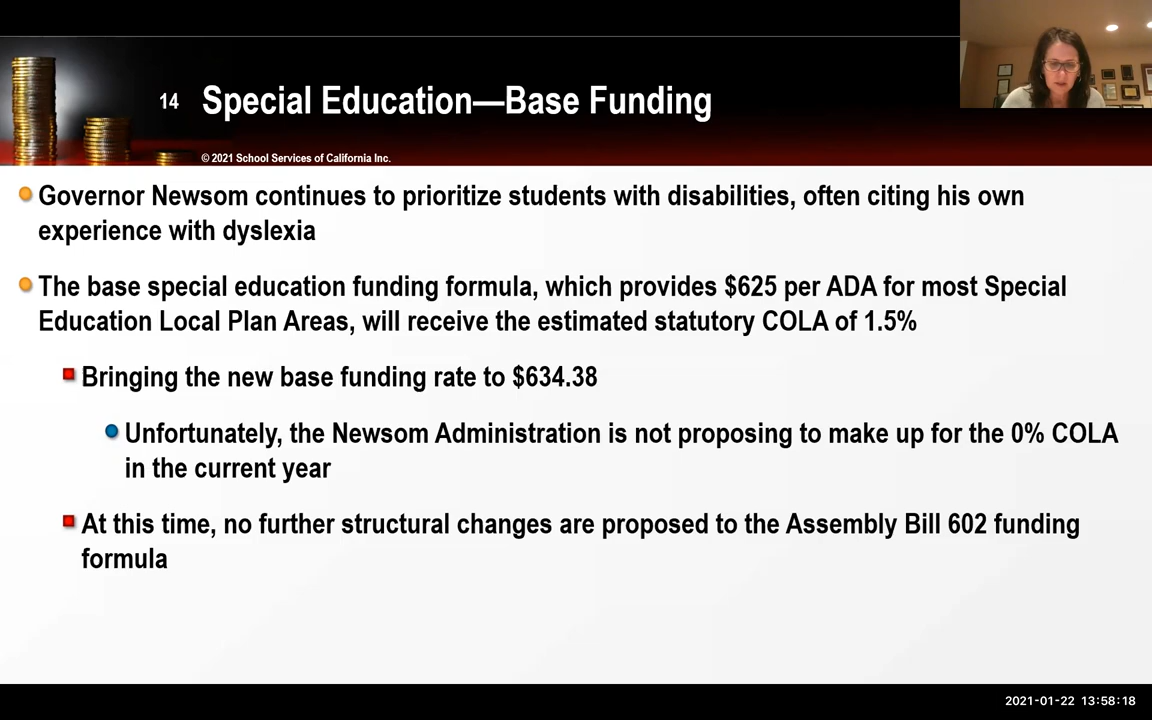 14 Special Education—Base Funding
© 2021 School Services of California Inc.
Governor Newsom continues to prioritize students with disabilities, often citing his own
experience with dyslexia
The base special education funding formula, which provides $625 per ADA for most Special
Education Local Plan Areas, will receive the estimated statutory COLA of 1.5%
Bringing the new base funding rate to $634.38
Unfortunately, the Newsom Administration is not proposing to make up for the 0% COLA
in the current year
At this time, no further structural changes are proposed to the Assembly Bill 602 funding
formula
2021-01-22 13:58:18